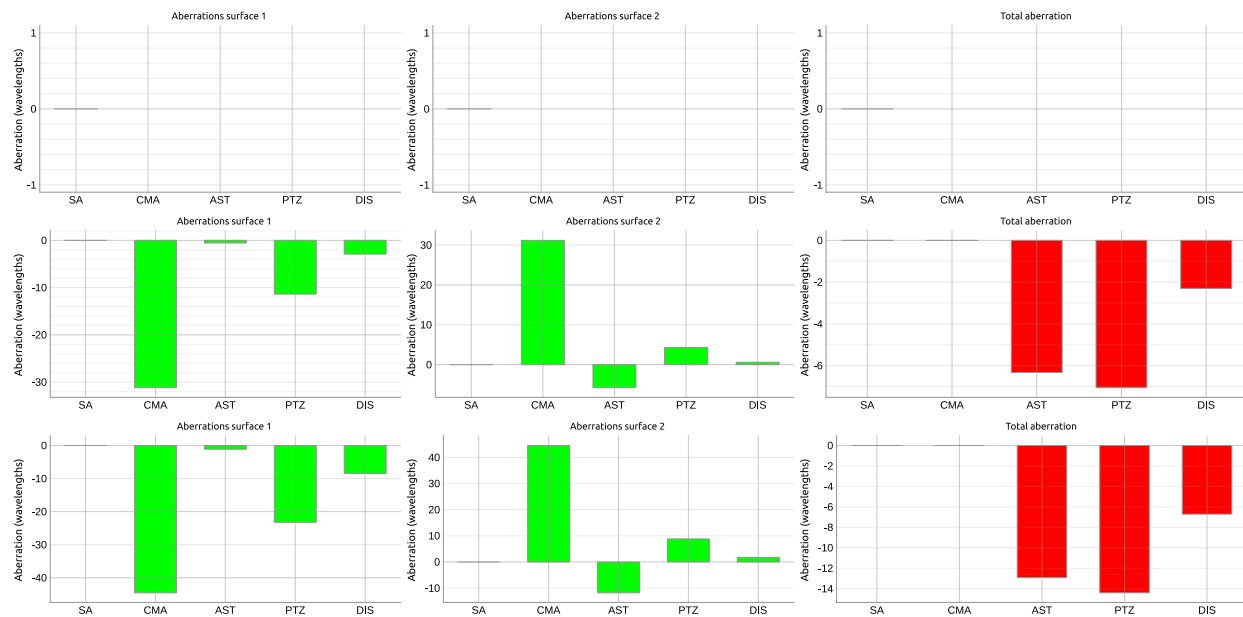 Aberrations surface 1
Aberrations surface 2
Total aberration
Aberration (wavelengths)
1
0
-1
SA CMA AST PTZ DIS
Aberration (wavelengths)
1
0
-1
SA CMA AST PTZ DIS
Aberration (wavelengths)
1
0
-1
SA CMA AST PTZ DIS
Aberrations surface 1
Aberrations surface 2
Total aberration
Aberration (wavelengths)
0
-10
-20
-30
SA CMA AST PTZ DIS
Aberration (wavelengths)
30
20
10
0
SA CMA AST PTZ DIS
Aberration (wavelengths)
0
-2
-4
-6
SA CMA AST PTZ DIS
Aberrations surface 1
Aberrations surface 2
Total aberration
Aberration (wavelengths)
0
-10
-20
-30
-40
SA CMA AST PTZ DIS
Aberration (wavelengths)
40
30
20
10
0
-10
SA CMA AST PTZ DIS
Aberration (wavelengths)
0
-2
-4
-6
-8
-10
-12
-14
SA CMA AST PTZ DIS